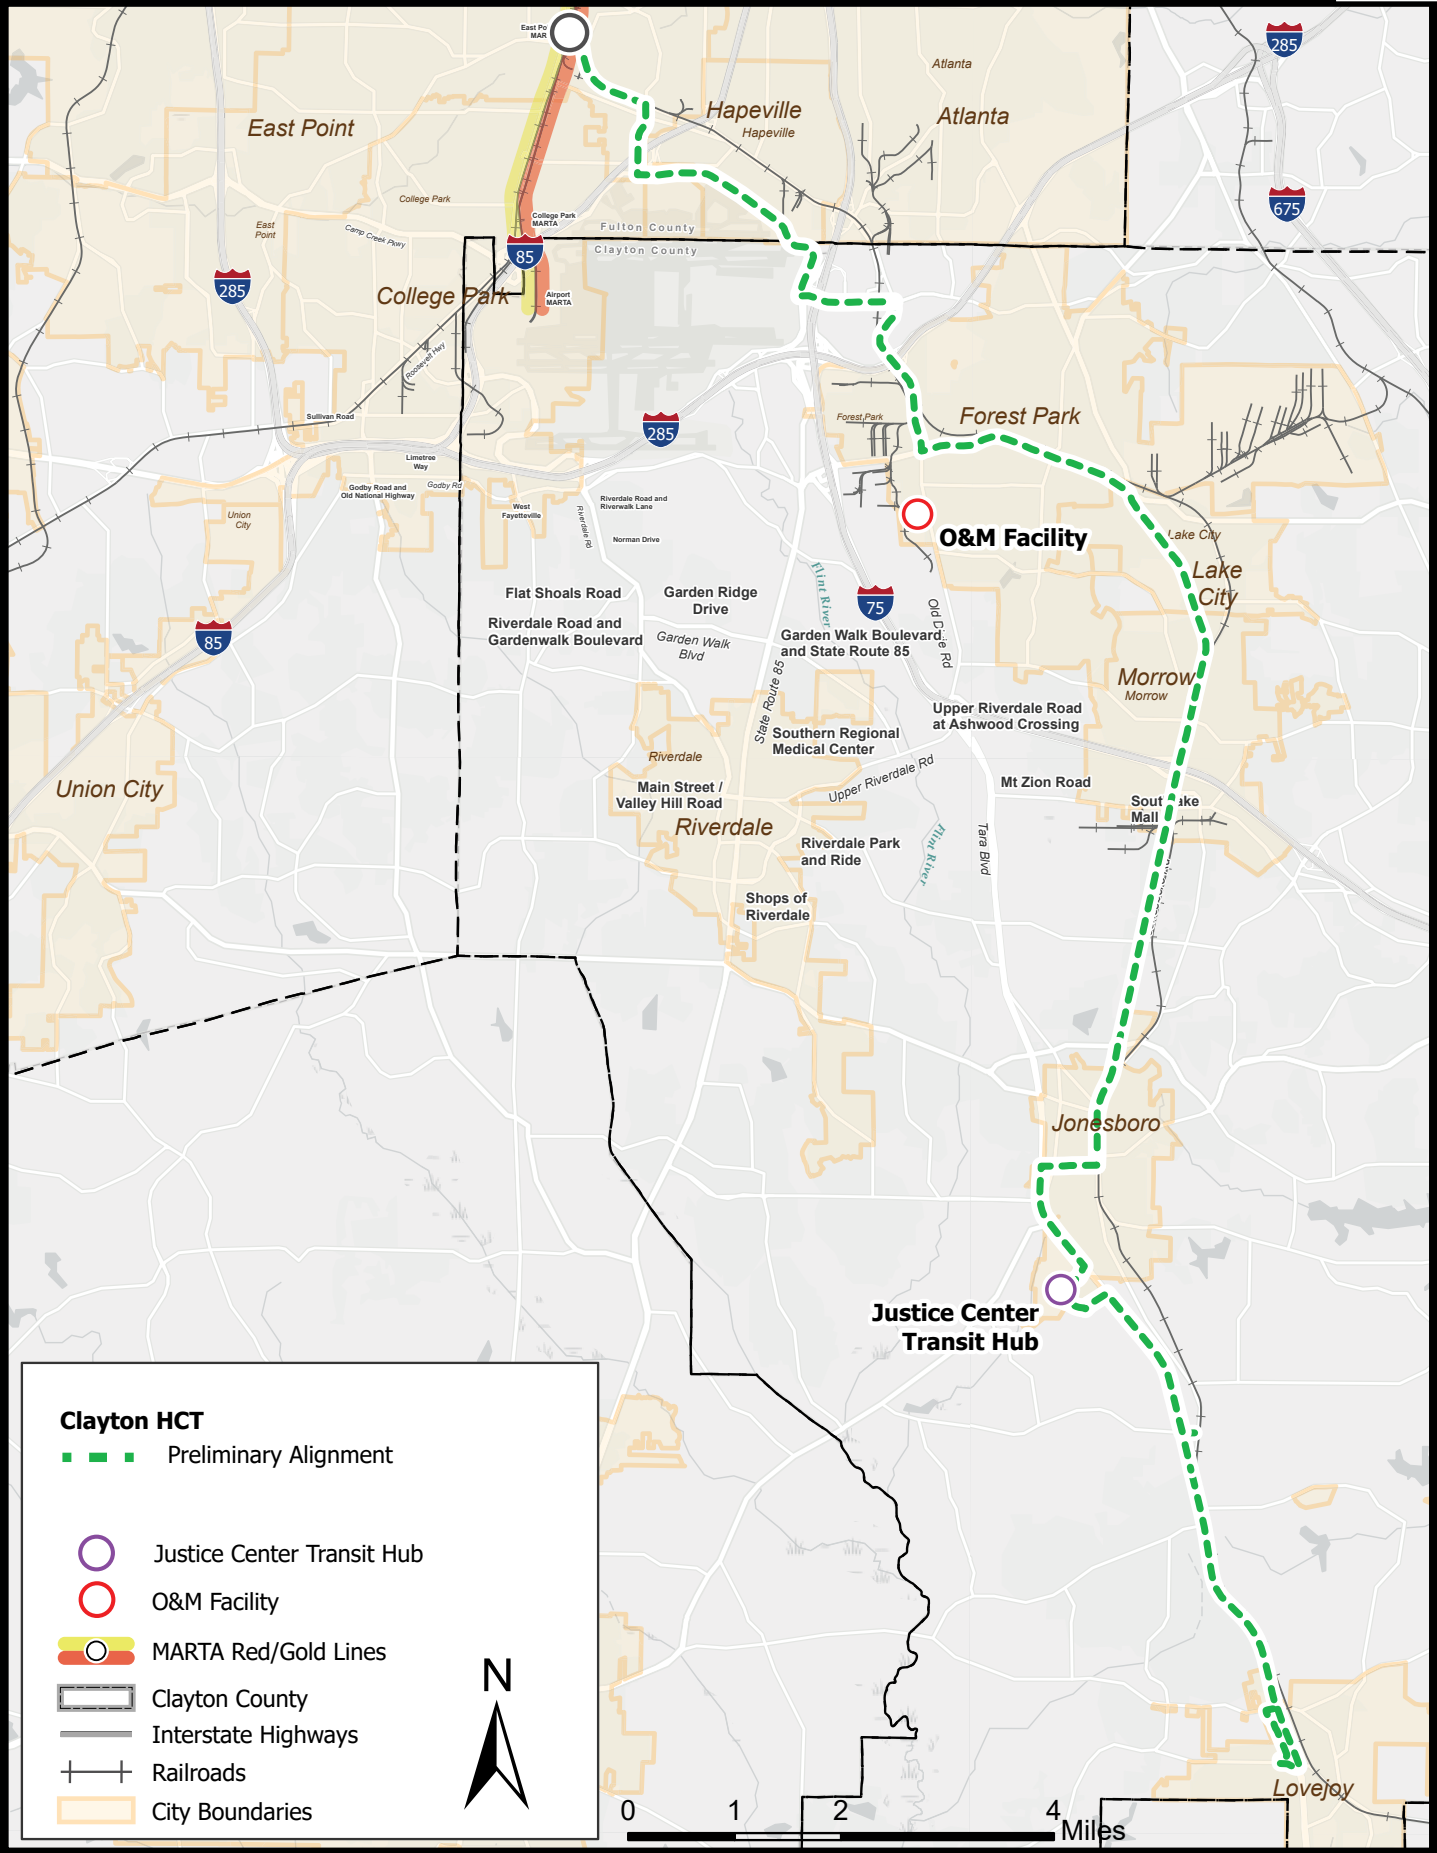 East Po
MAR
285
Atlanta
Hapeville
Atlanta
East Point
Hapeville
College Park
675
College Park
MARTA
East
Point
Camp Creek Pkwy
Fulton County
Clayton County
85
285
College Park
Airport
MARTA
Roosevelt Hwy
Sullivan Road
Forest Park
Forest Park
285
Limetree
Way
Godby Road and
Old National Highway
Godby Rd
West
Fayetteville
Riverdale Road and
Riverwalk Lane
Union
City
Riverdale Rd
Norman Drive
O&M Facility
Lake City
Lake
City
Flint River
Flat Shoals Road
Garden Ridge
Drive
75
Old Dixie Rd
85
Riverdale Road and
Gardenwalk Boulevard
Garden Walk
Blvd
Garden Walk Boulevard
and State Route 85
State Route 85
Morrow
Morrow
Upper Riverdale Road
at Ashwood Crossing
Southern Regional
Medical Center
Riverdale
Upper Riverdale Rd
Union City
Main Street /
Valley Hill Road
Mt Zion Road
Southlake
Mall
Riverdale
Riverdale Park
and Ride
Flint River
Tara Blvd
Shops of
Riverdale
Jonesboro
Justice Center
Transit Hub
Clayton HCT
Preliminary Alignment
Justice Center Transit Hub
O&M Facility
MARTA Red/Gold Lines
Clayton County
Interstate Highways
Railroads
City Boundaries
N
Lovejoy
0 1 2 4
Miles